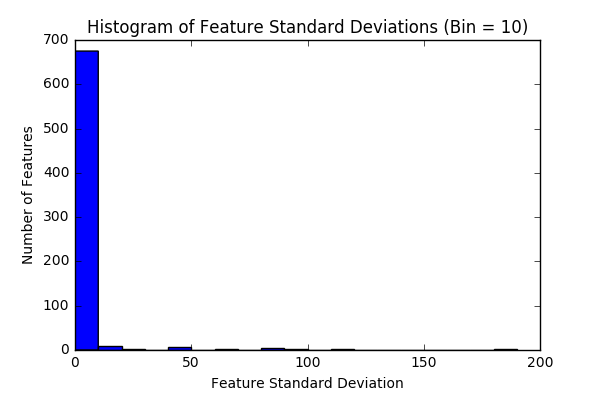 Histogram of Feature Standard Deviations (Bin = 10)
700
600
500
400
300
200
100
0
Number of Features
0 50 100 150 200
Feature Standard Deviation